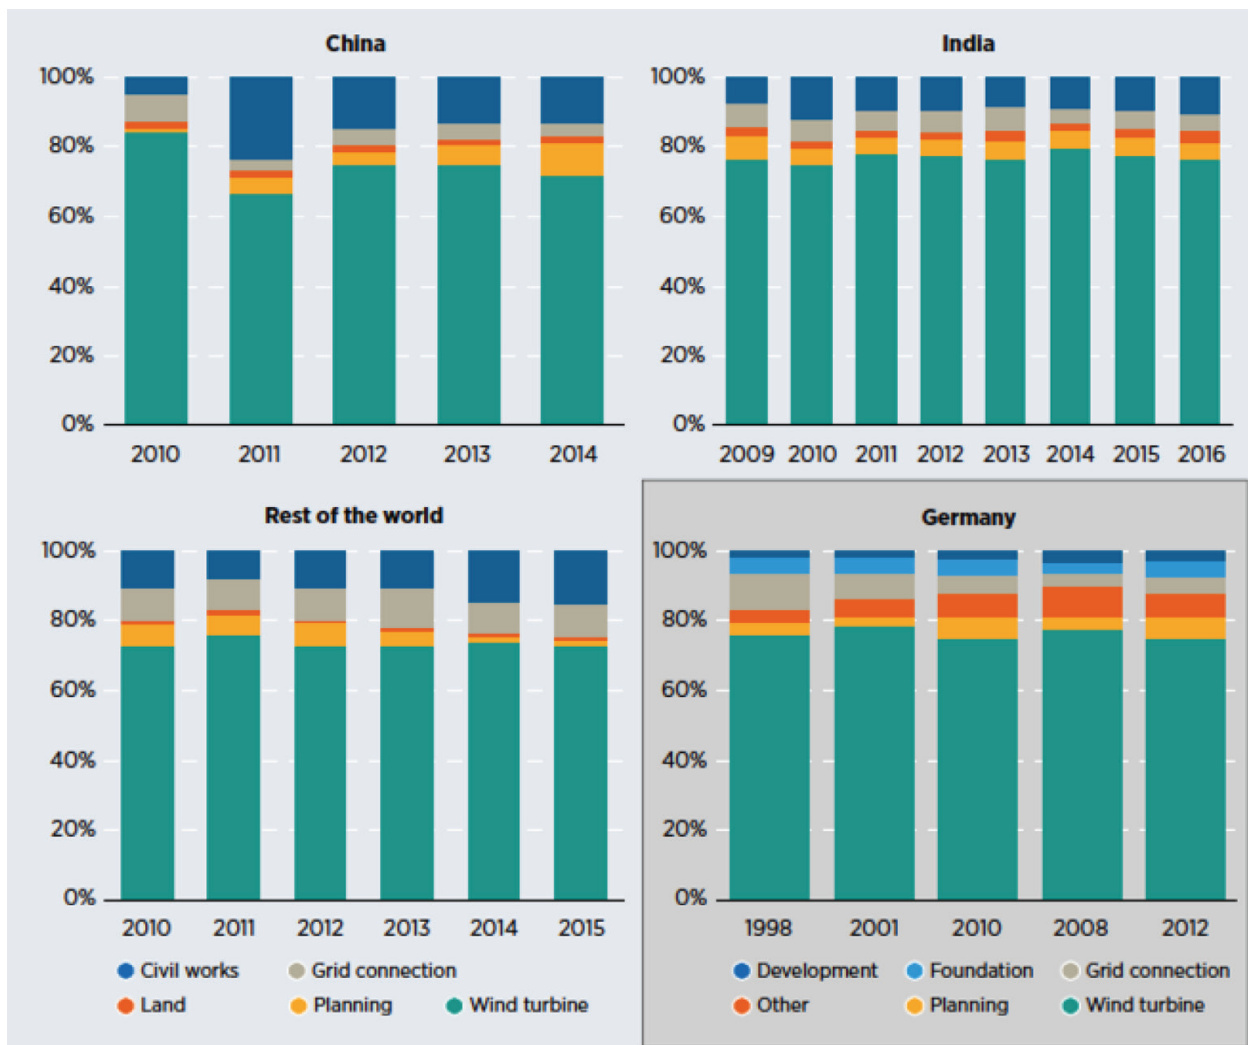 China
100%
80%
60%
40%
20%
0%
2010 2011 2012 2013 2014
India
100%
80%
60%
40%
20%
0%
2009 2010 2011 2012 2013 2014 2015 2016
Rest of the world
100%
80%
60%
40%
20%
0%
2010 2011 2012 2013 2014 2015
Civil works Grid connection
Land Planning Wind turbine
Germany
100%
80%
60%
40%
20%
0%
1998 2001 2010 2008 2012
Development Foundation Grid connection
Other Planning Wind turbine